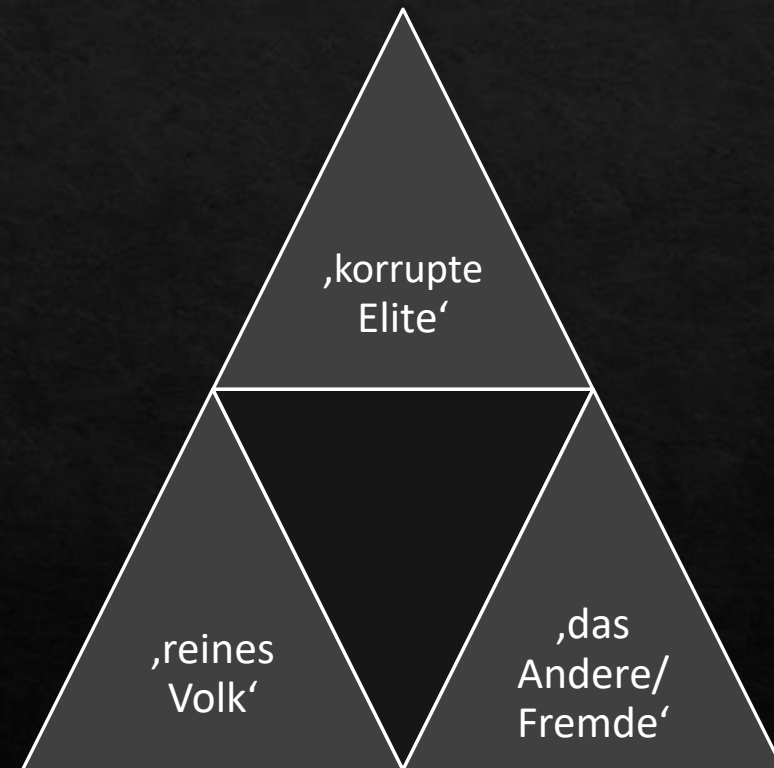 ‚korrupte
Elite‘
‚reines
Volk‘
‚das
Andere/
Fremde‘